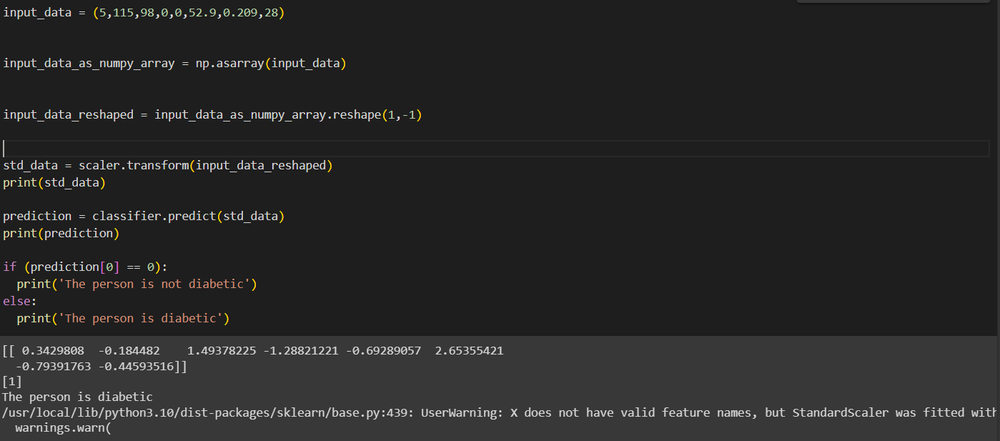 input_data = (5,115,98,0,0,52.9,0.209,28)
input_data_as_numpy_array = np.asarray(input_data)
input_data_reshaped = input_data_as_numpy_array.reshape(1,-1)
std_data = scaler.transform(input_data_reshaped)
print(std_data)
prediction = classifier.predict(std_data)
print(prediction)
if (prediction[0] == 0):
  print('The person is not diabetic')
else:
  print('The person is diabetic')
[[ 0.3429808  -0.184482    1.49378225 -1.28821221 -0.69289057  2.65355421
  -0.79391763 -0.44593516]]
[1]
The person is diabetic
/usr/local/lib/python3.10/dist-packages/sklearn/base.py:439: UserWarning: X does not have valid feature names, but StandardScaler was fitted with
  warnings.warn(